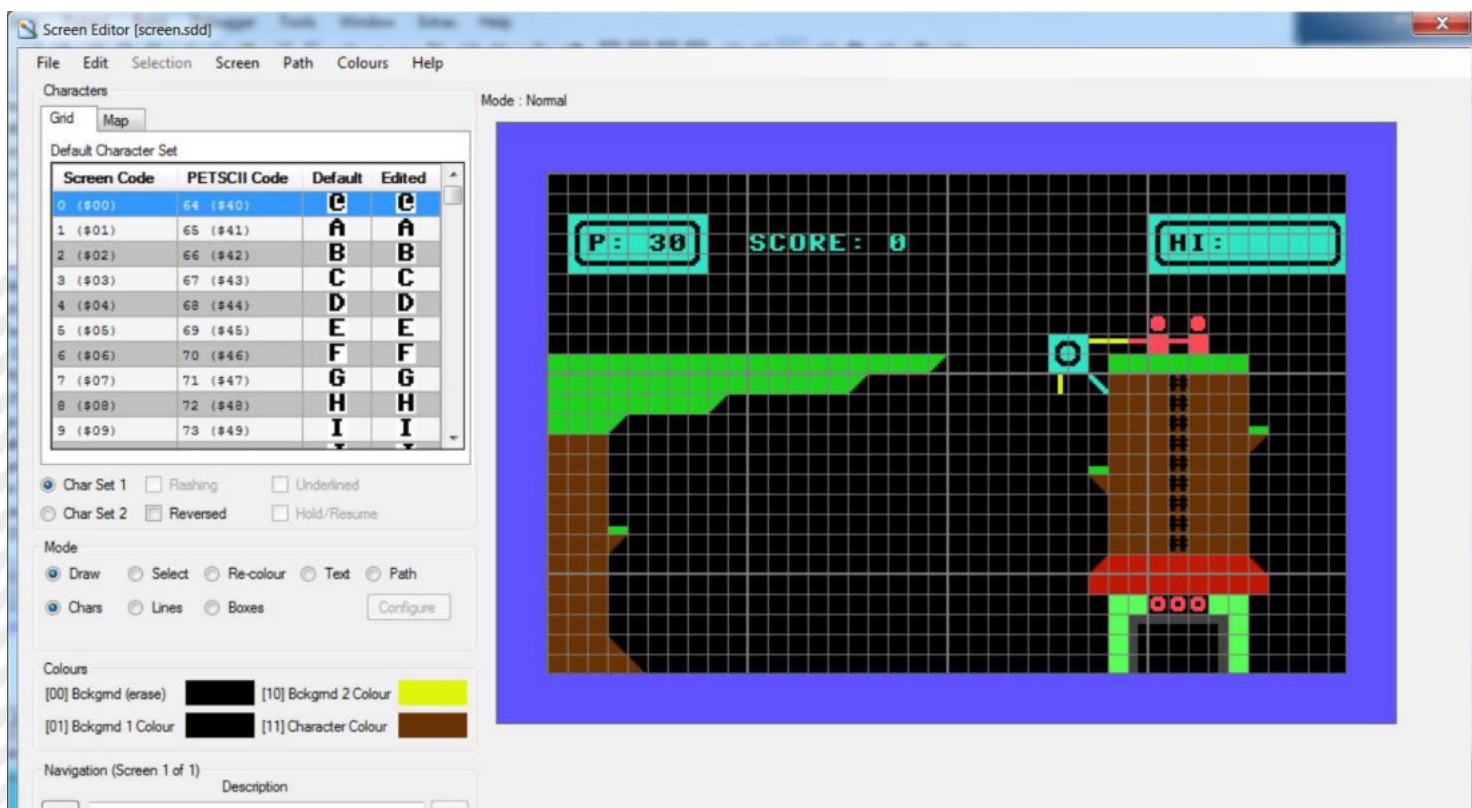 Debugger Tools Window Extras Help
Screen Editor [screen.sdd]
X
File Edit Selection Screen Path Colours Help
Characters
Mode : Normal
Grid Map
Default Character Set
Screen Code PETSCII Code Default Edited
0 ($00) 64 ($40) @ @
1 ($01) 65 ($41) A A
2 ($02) 66 ($42) B B
3 ($03) 67 ($43) C C
4 ($04) 68 ($44) D D
5 ($05) 69 ($45) E E
6 ($06) 70 ($46) F F
7 ($07) 71 ($47) G G
8 ($08) 72 ($48) H H
9 ($09) 73 ($49) I I
P: 30 SCORE: 0 HI:
Char Set 1 Flashing Underlined
Char Set 2 Reversed Hold/Resume
Mode
Draw Select Re-colour Text Path
Chars Lines Boxes Configure
Colours
[00] Bckgrnd (erase) [10] Bckgrnd 2 Colour
[01] Bckgrnd 1 Colour [11] Character Colour
Navigation (Screen 1 of 1)
Description